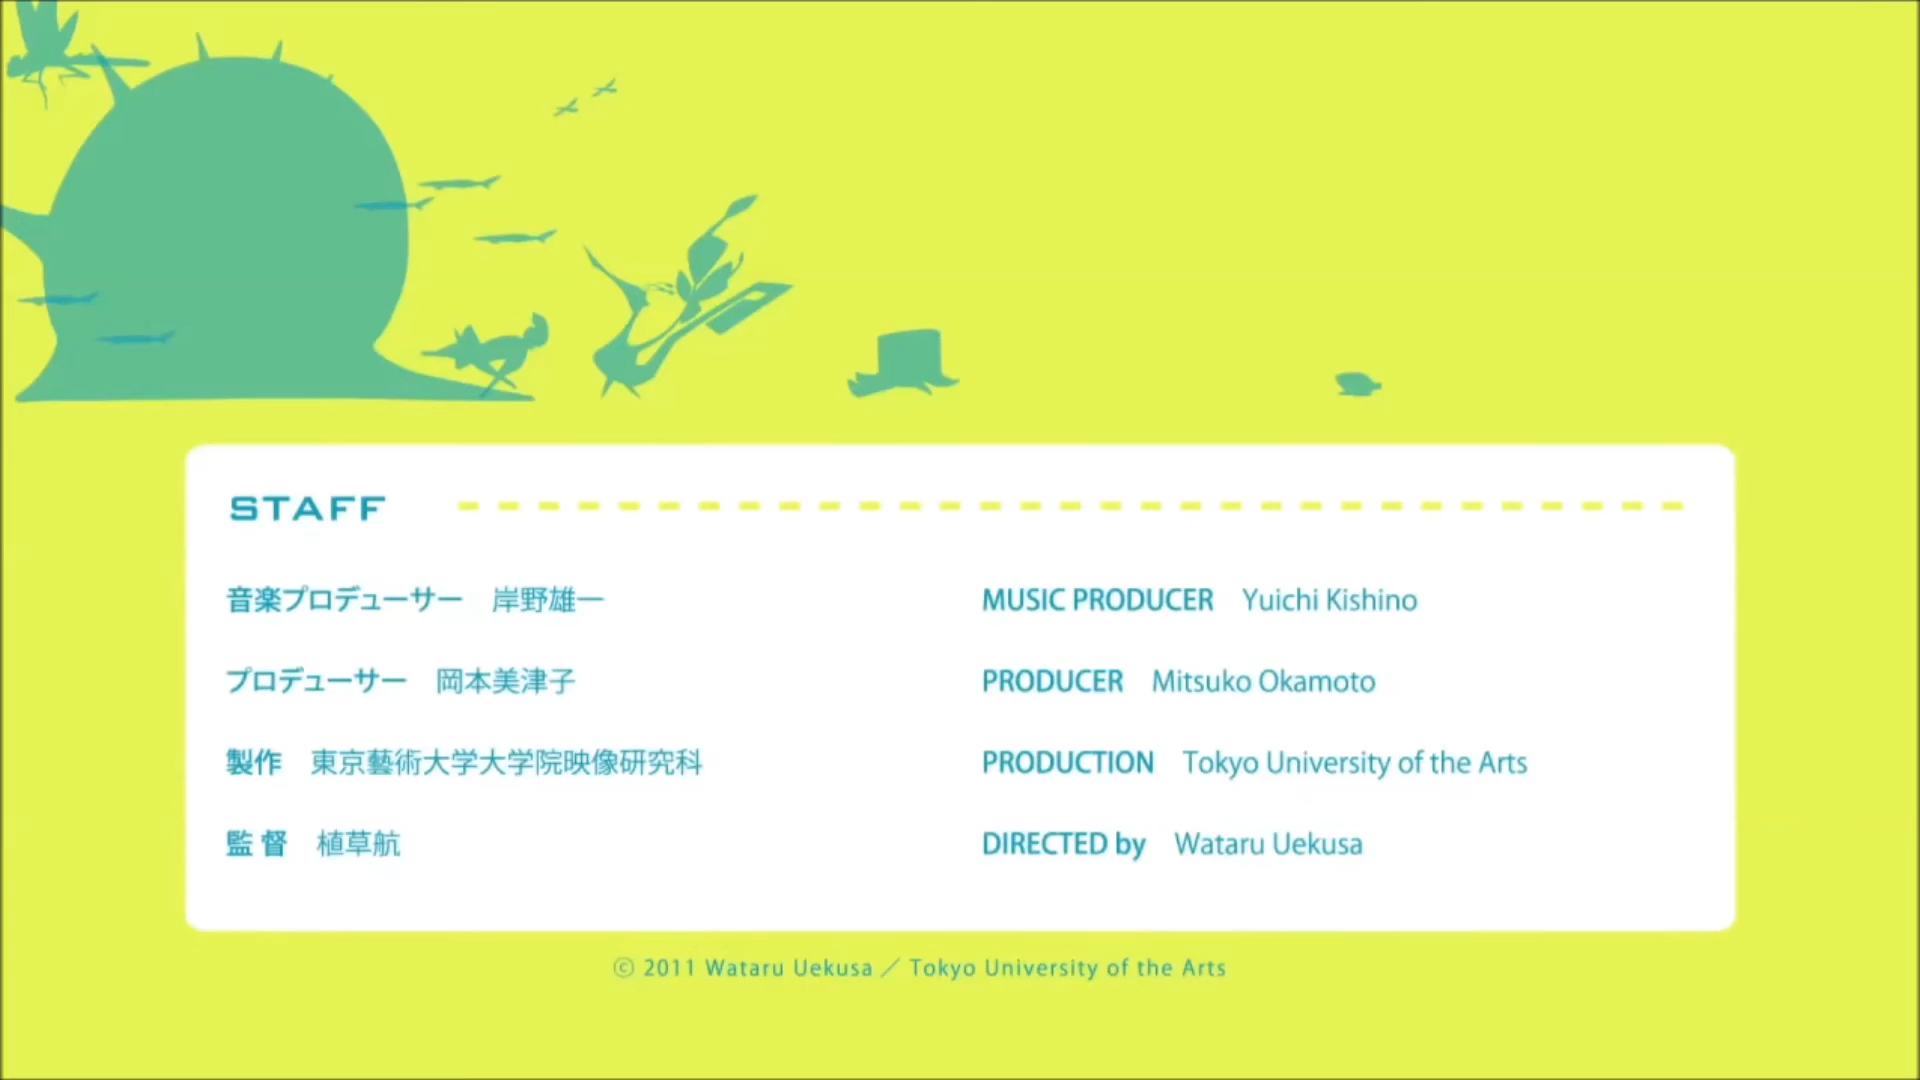 STAFF
音楽プロデューサー 岸野雄一 MUSIC PRODUCER Yuichi Kishino
プロデューサー 岡本美津子 PRODUCER Mitsuko Okamoto
製作 東京藝術大学大学院映像研究科 PRODUCTION Tokyo University of the Arts
監 督 植草航 DIRECTED by Wataru Uekusa
© 2011 Wataru Uekusa ／ Tokyo University of the Arts